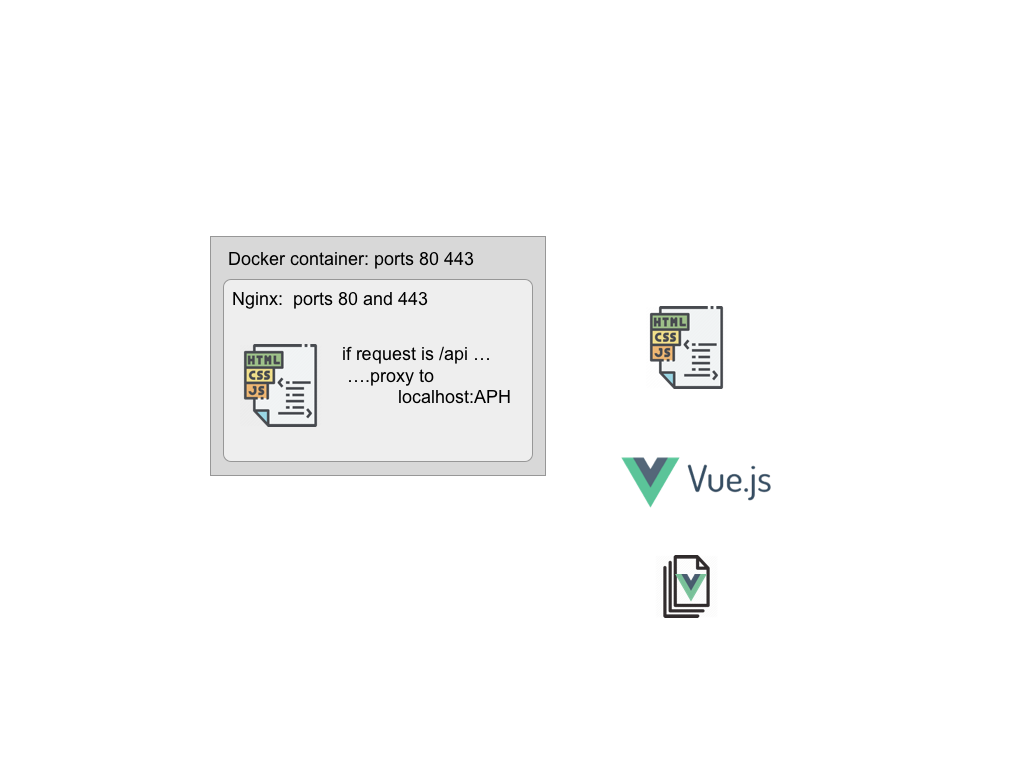 Docker container: ports 80 443
Nginx:  ports 80 and 443
if request is /api …
….proxy to
localhost:APH
HTML
CSS
JS
HTML
CSS
JS
Vue.js